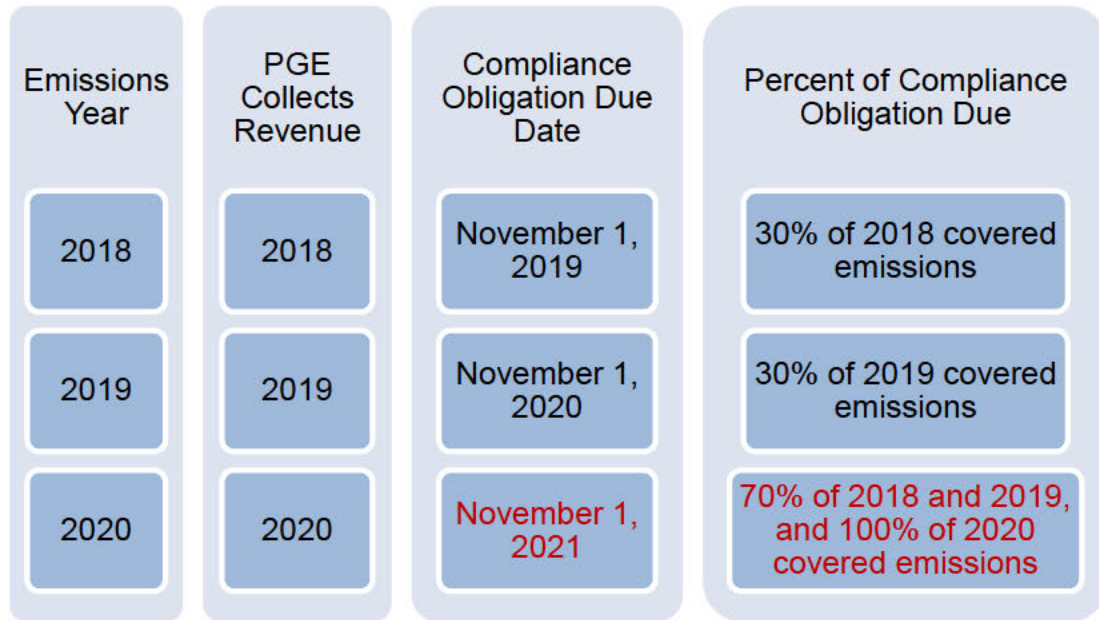 Emissions
Year
PGE
Collects
Revenue
Compliance
Obligation Due
Date
Percent of Compliance
Obligation Due
2018
2018
November 1,
2019
30% of 2018 covered
emissions
2019
2019
November 1,
2020
30% of 2019 covered
emissions
2020
2020
November 1,
2021
70% of 2018 and 2019,
and 100% of 2020
covered emissions